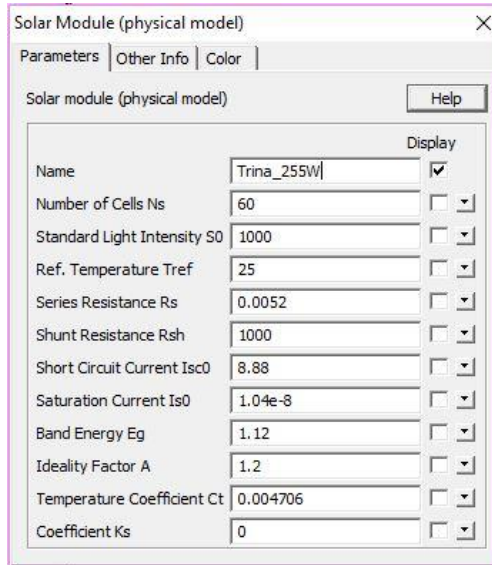 Solar Module (physical model)
Parameters Other Info Color
Solar module (physical model) Help
Display
Name Trina_255W
Number of Cells Ns 60
Standard Light Intensity S0 1000
Ref. Temperature Tref 25
Series Resistance Rs 0.0052
Shunt Resistance Rsh 1000
Short Circuit Current Isc0 8.88
Saturation Current Is0 1.04e-8
Band Energy Eg 1.12
Ideality Factor A 1.2
Temperature Coefficient Ct 0.004706
Coefficient Ks 0